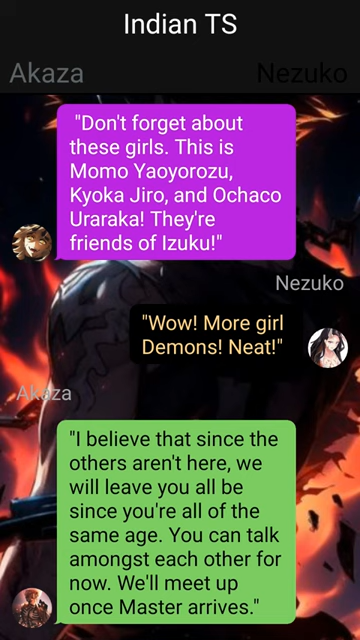 Indian TS
Akaza
Nezuko
"Don't forget about
these girls. This is
Momo Yaoyorozu,
Kyoka Jiro, and Ochaco
Uraraka! They're
friends of Izuku!"
Nezuko
"Wow! More girl
Demons! Neat!"
Akaza
"I believe that since the
others aren't here, we
will leave you all be
since you're all of the
same age. You can talk
amongst each other for
now. We'll meet up
once Master arrives."